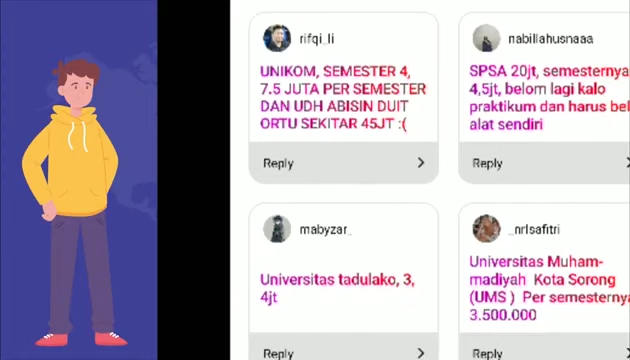 rifqi_li
UNIKOM, SEMESTER 4,
7.5 JUTA PER SEMESTER
DAN UDH ABISIN DUIT
ORTU SEKITAR 45JT :(
Reply
nabillahusnaaa
SPSA 20jt, semesternya
4,5jt, belom lagi kalo
praktikum dan harus bel
alat sendiri
Reply
mabyzar_
Universitas tadulako, 3,
4jt
Reply
_nrlsafitri
Universitas Muham-
madiyah Kota Sorong
(UMS ) Per semesternya
3.500.000
Reply